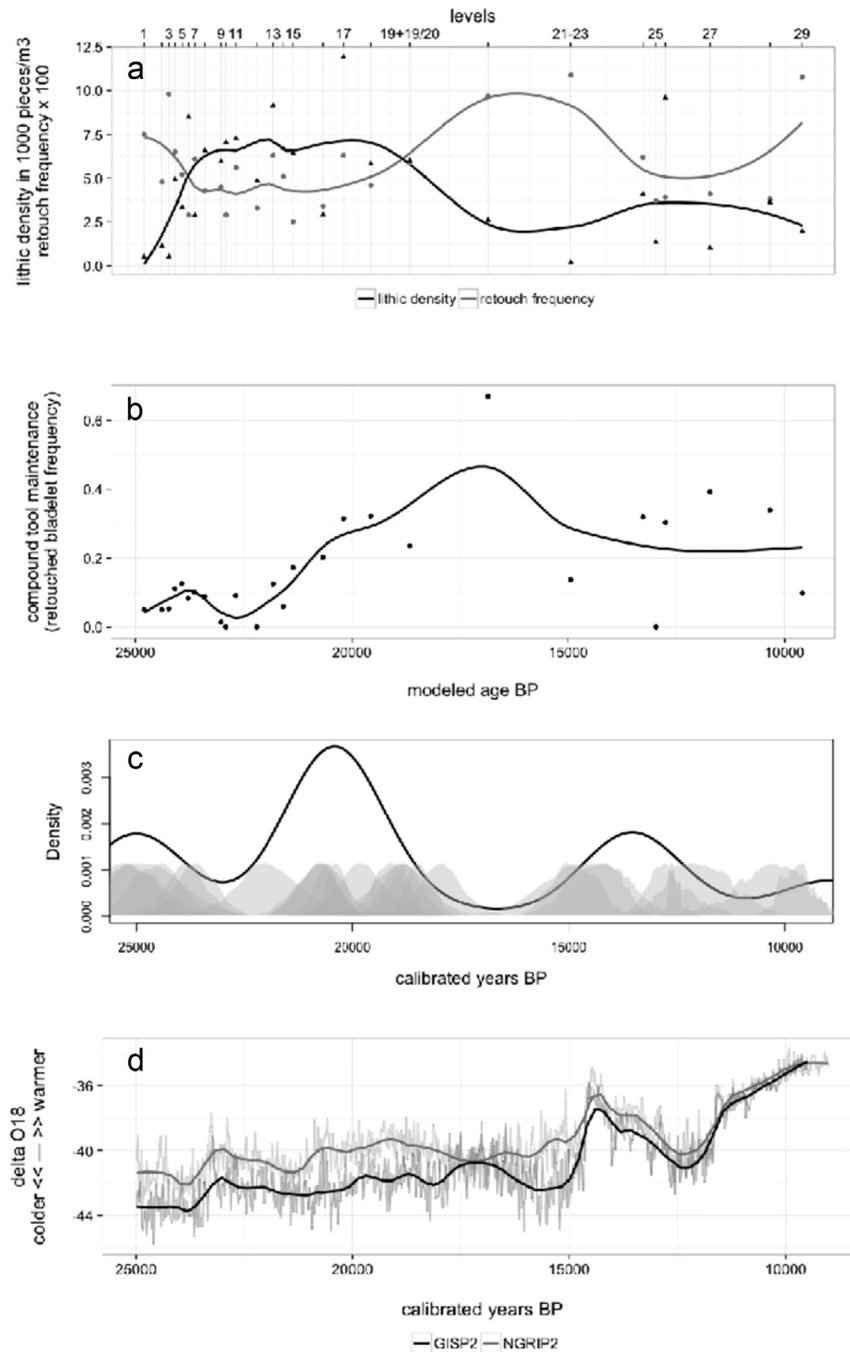 levels
1 3 5 7 9 11 13 15 17 19+19/20 21-23 25 27 29
a
12.5
10.0
7.5
5.0
2.5
0.0
lithic density in 1000 pieces/m3
retouch frequency x 100
lithic density retouch frequency
b
0.6
0.4
0.2
0.0
compound tool maintenance
(retouched bladelet frequency)
25000 20000 15000 10000
modeled age BP
c
0.003
0.002
0.001
0.000
Density
25000 20000 15000 10000
calibrated years BP
d
-36
-40
-44
delta O18
colder << — >> warmer
25000 20000 15000 10000
calibrated years BP
GISP2 NGRIP2